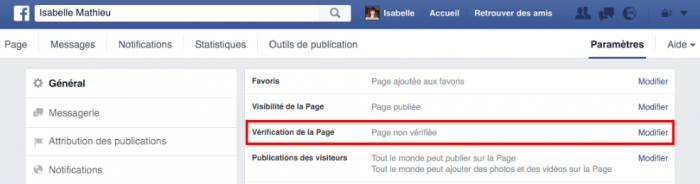 f Isabelle Mathieu Isabelle Accueil Retrouver des amis
Page Messages Notifications Statistiques Outils de publication Paramètres Aide
Général
Messagerie
Attribution des publications
Notifications
Favoris Page ajoutée aux favoris Modifier
Visibilité de la Page Page publiée Modifier
Vérification de la Page Page non vérifiée Modifier
Publications des visiteurs Tout le monde peut publier sur la Page Modifier
Tout le monde peut ajouter des photos et des vidéos sur la Page